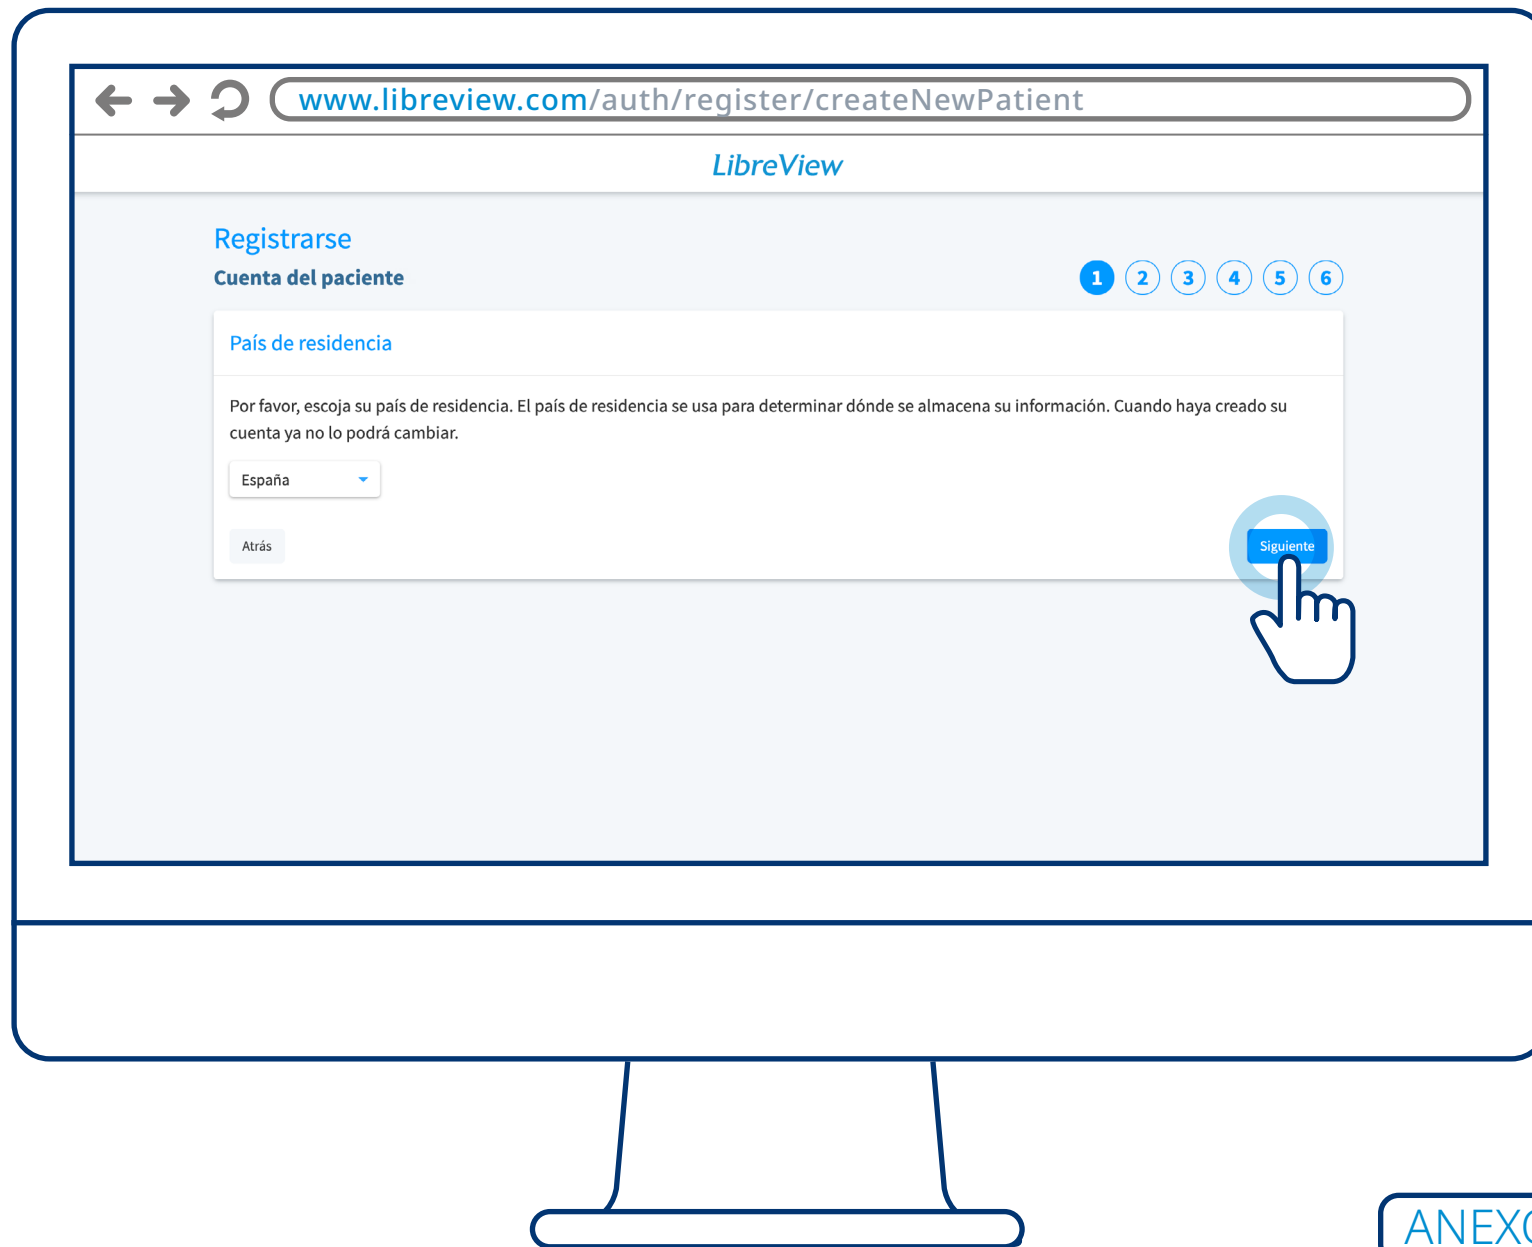 www.libreview.com/auth/register/createNewPatient
LibreView
Registrarse
Cuenta del paciente
1 2 3 4 5 6
País de residencia
Por favor, escoja su país de residencia. El país de residencia se usa para determinar dónde se almacena su información. Cuando haya creado su
cuenta ya no lo podrá cambiar.
España
Atrás
Siguiente
ANEXO